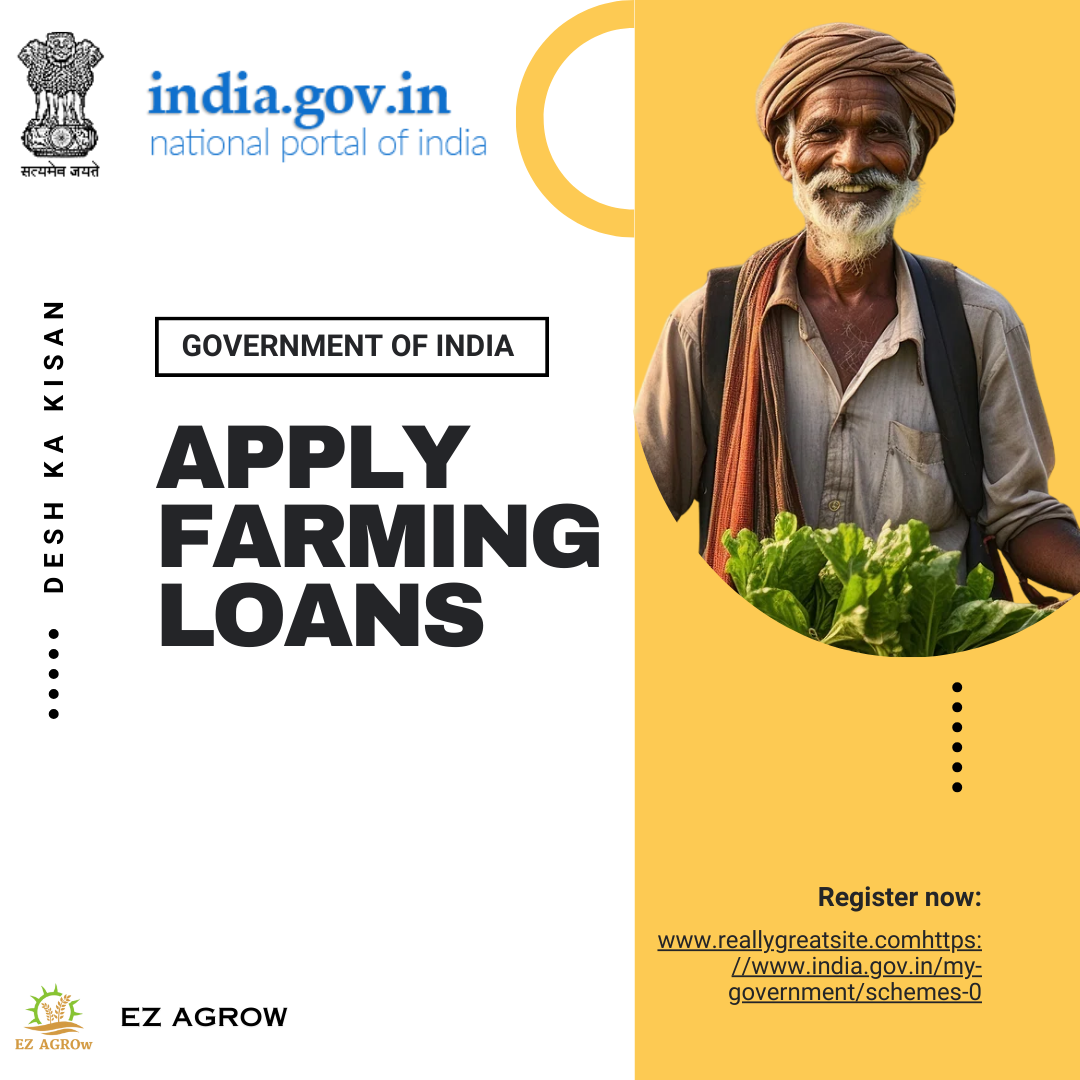 सत्यमेव जयते
india.gov.in
national portal of india
DESH KA KISAN
GOVERNMENT OF INDIA
APPLY
FARMING
LOANS
Register now:
www.reallygreatsite.comhttps:
//www.india.gov.in/my-
government/schemes-0
EZ AGROw
EZ AGROW